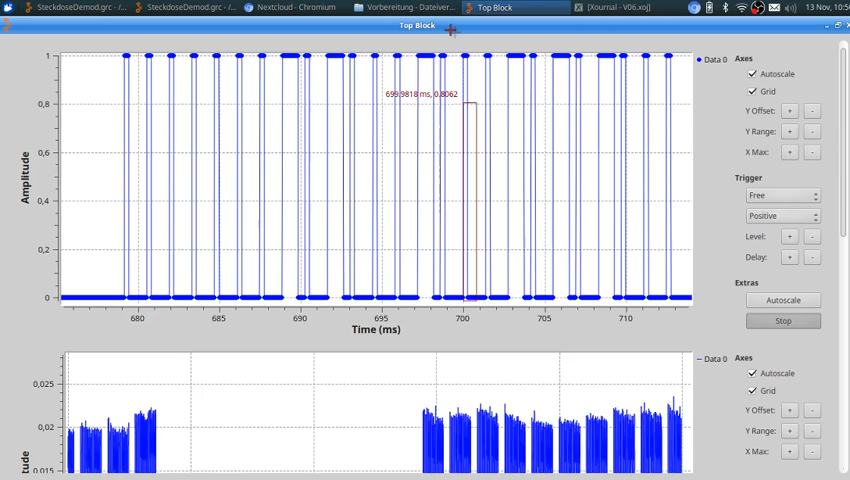 SteckdoseDemod.grc - /...
SteckdoseDemod.grc - /...
Nextcloud - Chromium
Vorbereitung - Dateiver...
Top Block
[Xournal - V06.xoj]
13 Nov, 10:50
Top Block
1
0,8
0,6
0,4
0,2
0
Amplitude
699.9818 ms, 0.8062
680
685
690
695
700
705
710
Time (ms)
Data 0
Axes
Autoscale
Grid
Y Offset: + -
Y Range: + -
X Max: + -
Trigger
Free
Positive
Level: + -
Delay: + -
Extras
Autoscale
Stop
0,025
0,02
0,015
tude
Data 0
Axes
Autoscale
Grid
Y Offset: + -
Y Range: + -
X Max: + -